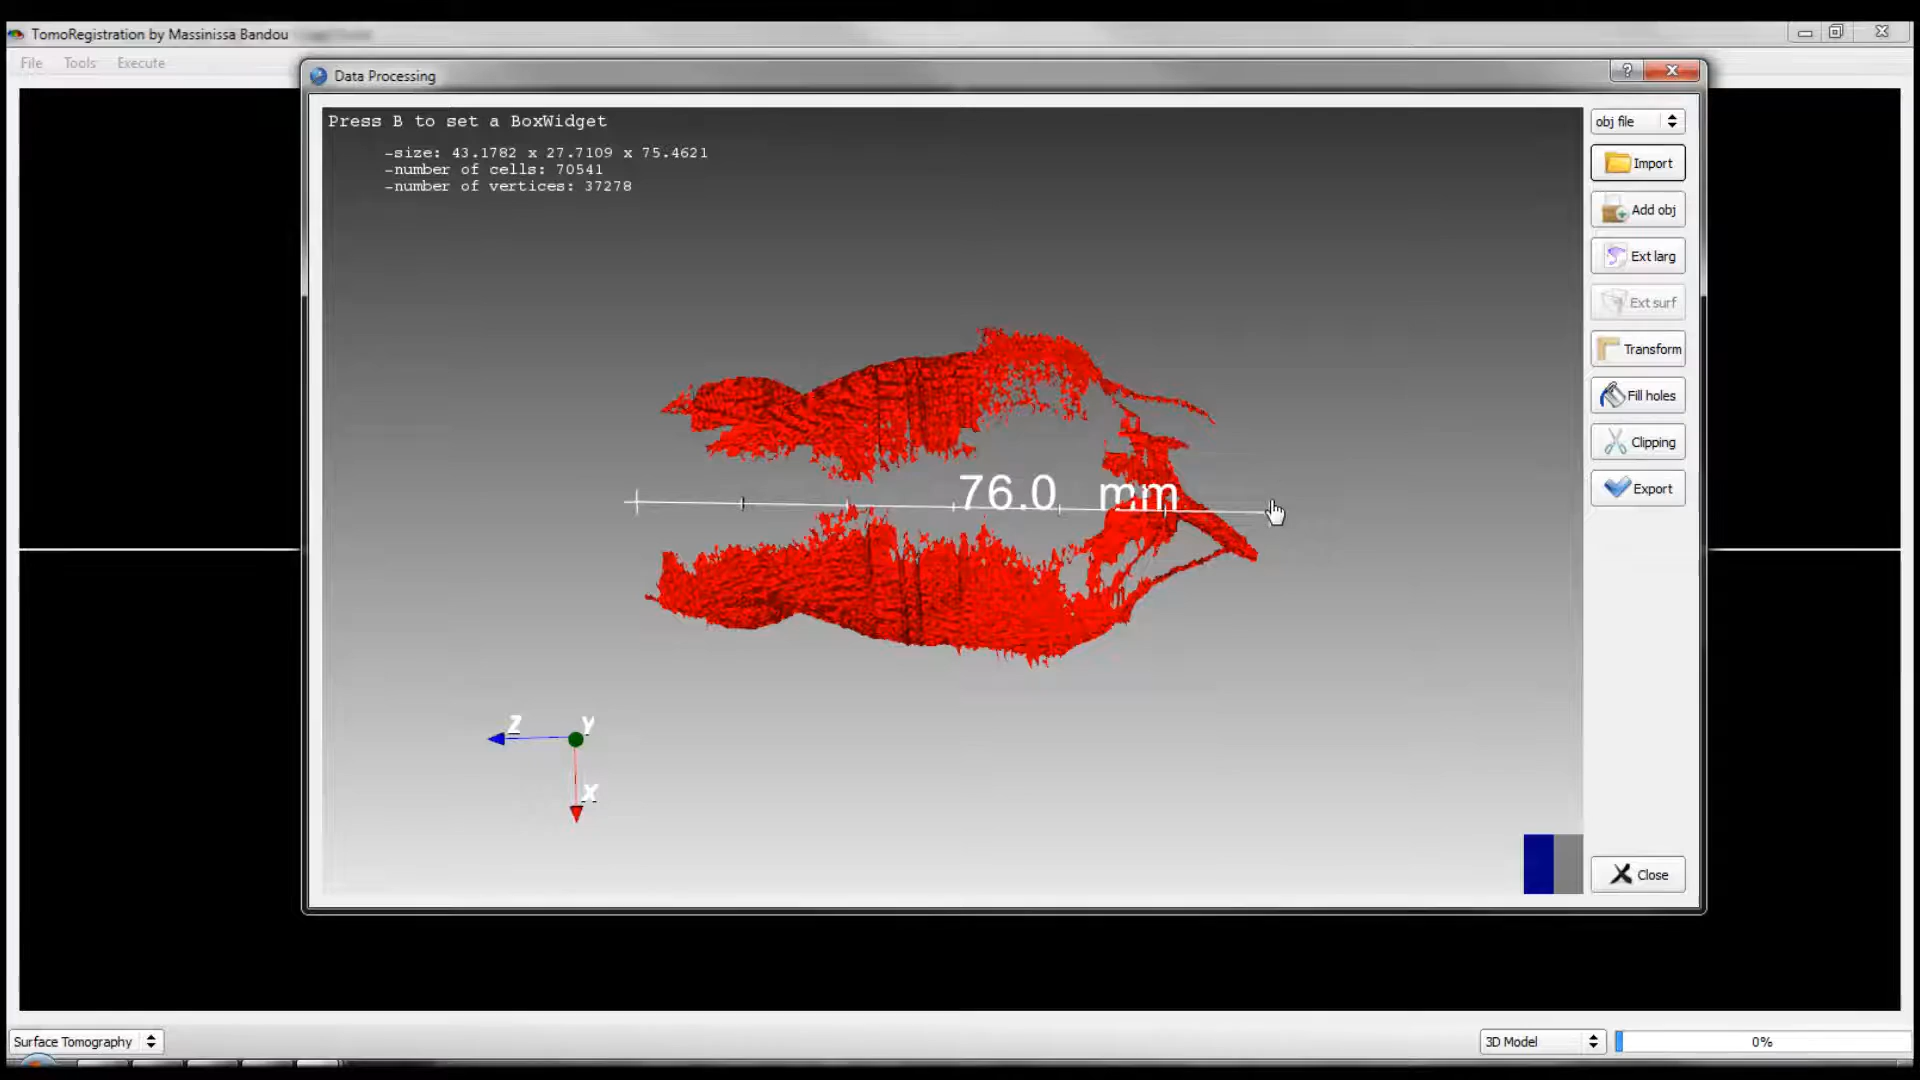 TomoRegistration by Massinissa Bandou
File Tools Execute
Data Processing
?
Press B to set a BoxWidget
-size: 43.1782 x 27.7109 x 75.4621
-number of cells: 70541
-number of vertices: 37278
obj file
Import
Add obj
Ext larg
Ext surf
Transform
Fill holes
Clipping
Export
76.0 mm
Z
Y
X
Close
Surface Tomography
3D Model
0%